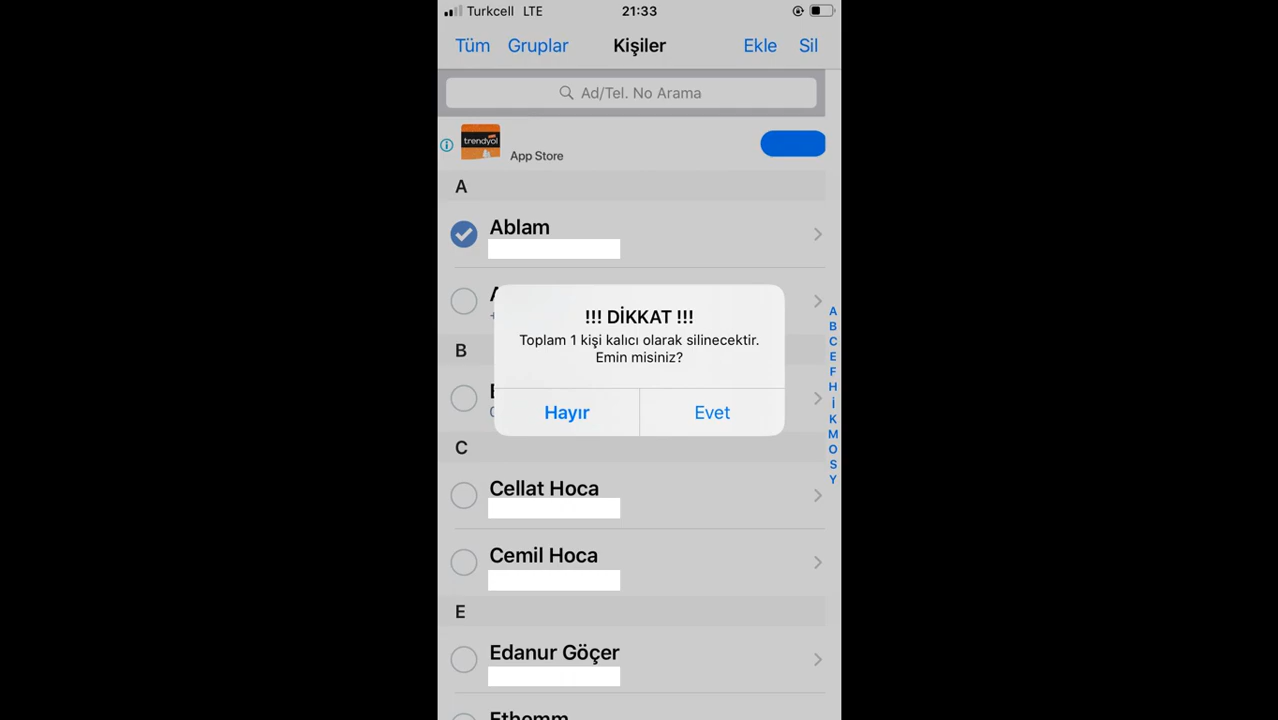 Turkcell LTE 21:33
Tüm Gruplar Kişiler Ekle Sil
Ad/Tel. No Arama
trendyol
App Store
A
Ablam
!!! DİKKAT !!!
Toplam 1 kişi kalıcı olarak silinecektir.
Emin misiniz?
Hayır Evet
B
C
Cellat Hoca
Cemil Hoca
E
Edanur Göçer
Ethemm
A
B
C
E
F
H
İ
K
M
O
S
Y